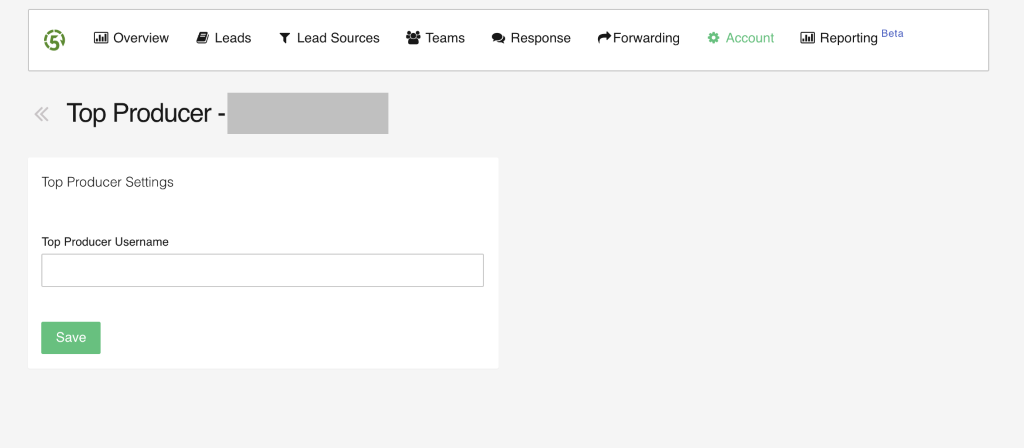 5 Overview Leads Lead Sources Teams Response Forwarding Account Reporting Beta
Top Producer -
Top Producer Settings
Top Producer Username
Save